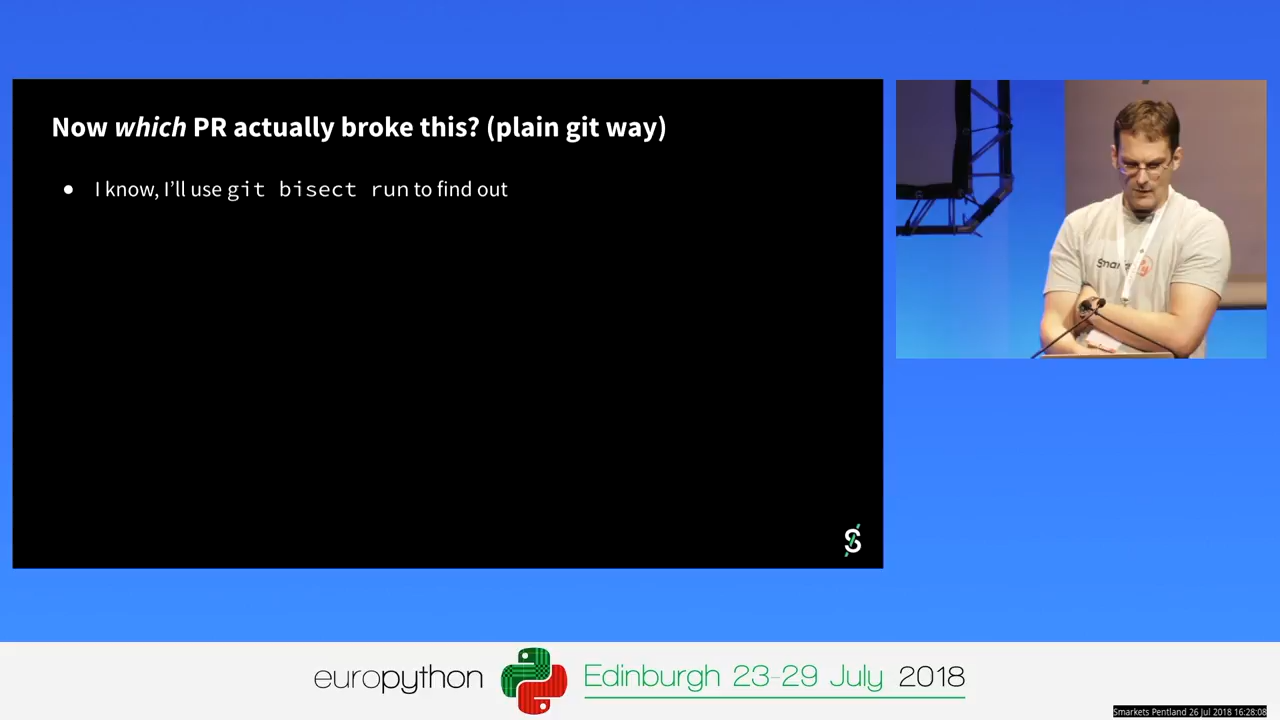 Now which PR actually broke this? (plain git way)
● I know, I’ll use git bisect run to find out
S
europython
Edinburgh 23-29 July 2018
Smarkets Pentland 26 Jul 2018 16:28:08